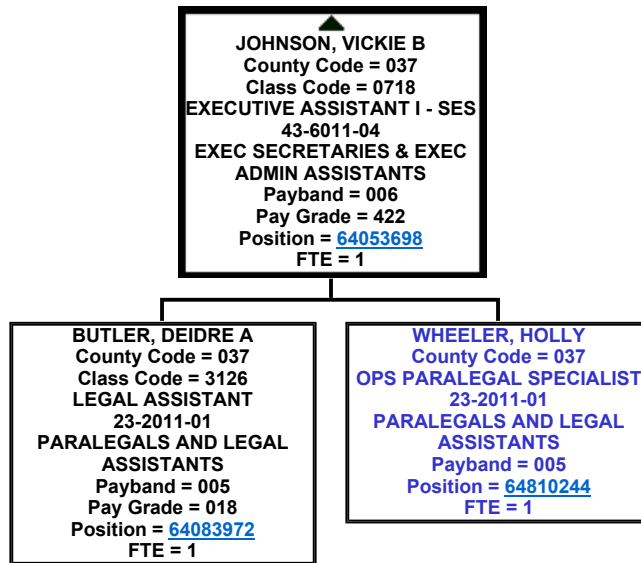 JOHNSON, VICKIE B
County Code = 037
Class Code = 0718
EXECUTIVE ASSISTANT I - SES
43-6011-04
EXEC SECRETARIES & EXEC
ADMIN ASSISTANTS
Payband = 006
Pay Grade = 422
Position = 64053698
FTE = 1
BUTLER, DEIDRE A
County Code = 037
Class Code = 3126
LEGAL ASSISTANT
23-2011-01
PARALEGALS AND LEGAL
ASSISTANTS
Payband = 005
Pay Grade = 018
Position = 64083972
FTE = 1
WHEELER, HOLLY
County Code = 037
OPS PARALEGAL SPECIALIST
23-2011-01
PARALEGALS AND LEGAL
ASSISTANTS
Payband = 005
Position = 64810244
FTE = 1